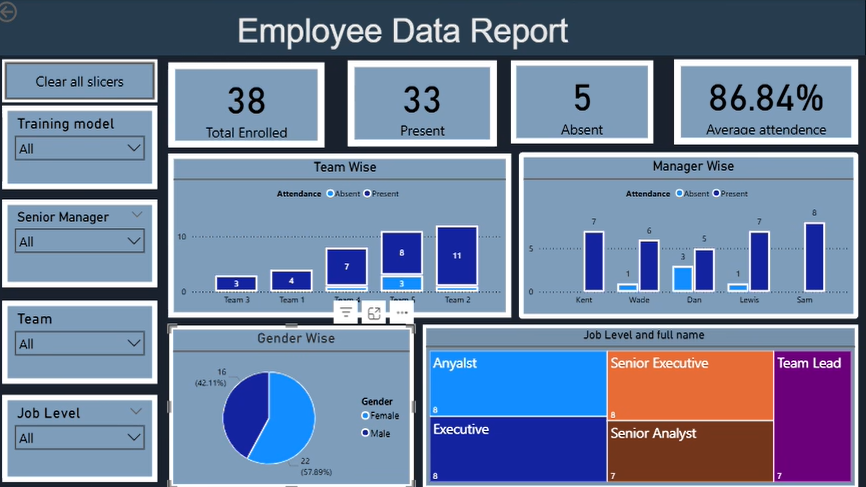 Employee Data Report
Clear all slicers
38
Total Enrolled
33
Present
5
Absent
86.84%
Average attendence
Training model
All
Senior Manager
All
Team
All
Job Level
All
Team Wise
Attendance Absent Present
10
0
3
4
7
8
3
11
Team 3 Team 1 Team 4 Team 5 Team 2
Manager Wise
Attendance Absent Present
5
0
7
1
6
3
5
1
7
8
Kent Wade Dan Lewis Sam
Gender Wise
16
(42.11%)
22
(57.89%)
Gender
Female
Male
Job Level and full name
Anyalst
8
Executive
8
Senior Executive
8
Senior Analyst
7
Team Lead
7